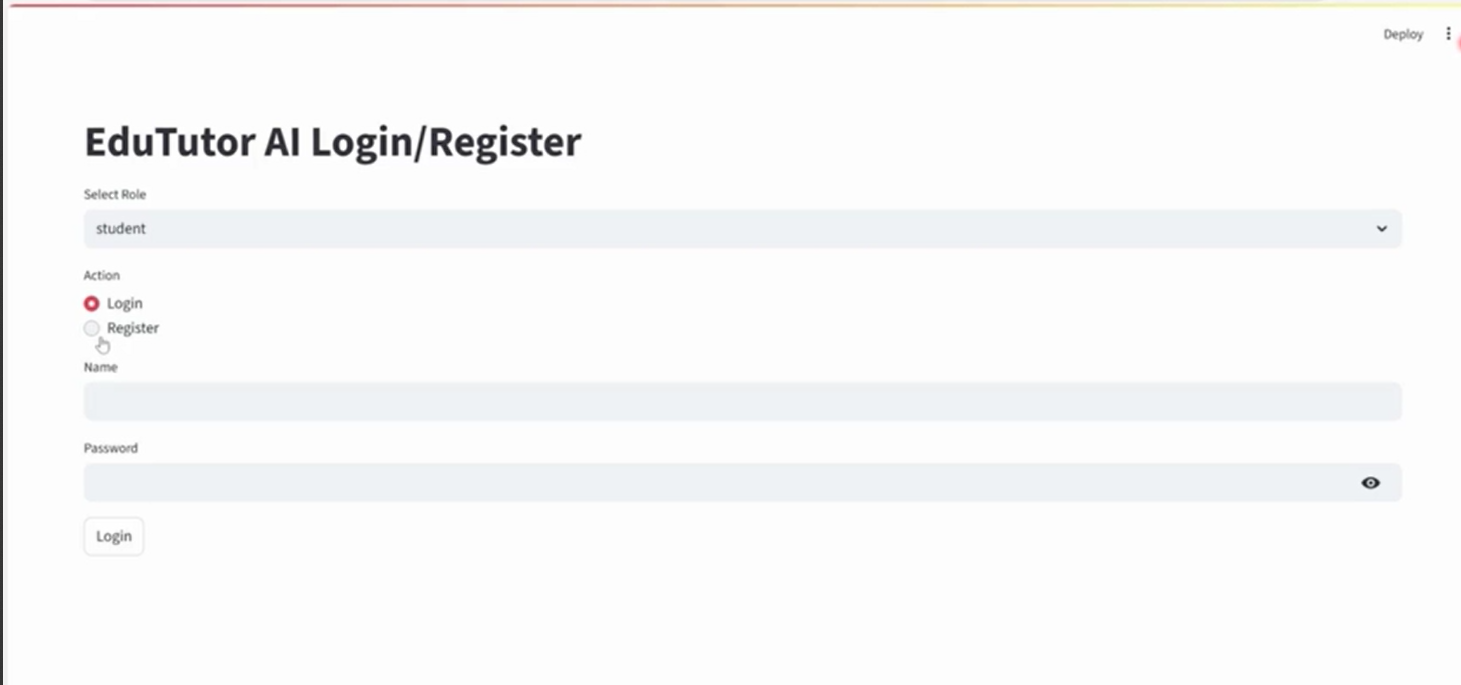 Deploy
EduTutor AI Login/Register
Select Role
student
Action
Login
Register
Name
Password
Login